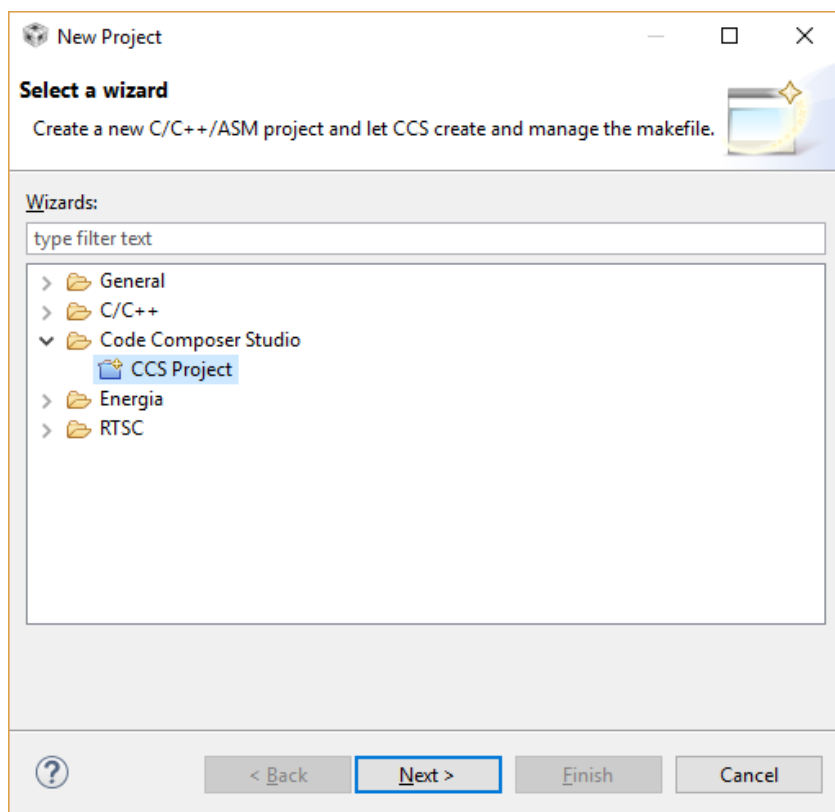 New Project
Select a wizard
Create a new C/C++/ASM project and let CCS create and manage the makefile.
Wizards:
type filter text
General
C/C++
Code Composer Studio
CCS Project
Energia
RTSC
? < Back Next > Finish Cancel